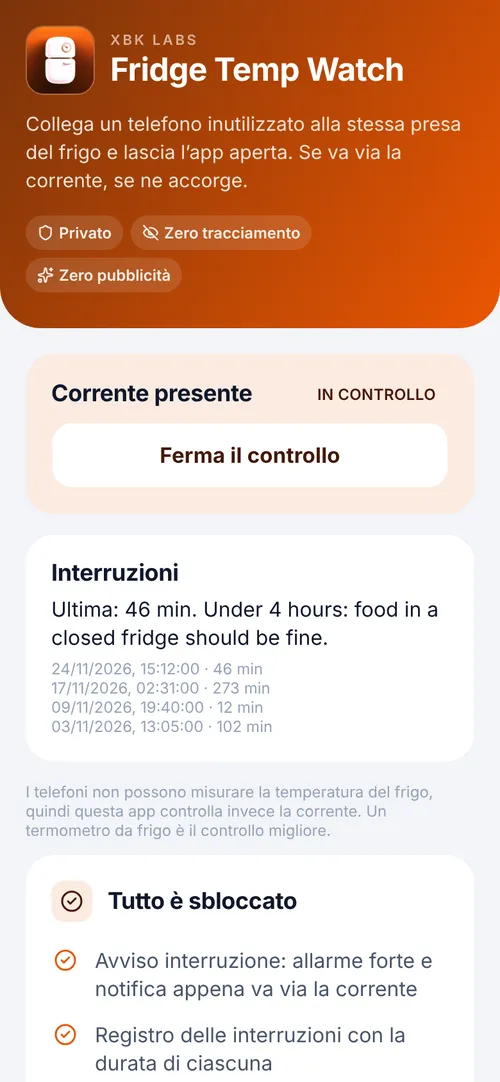 XBK LABS
Fridge Temp Watch
Collega un telefono inutilizzato alla stessa presa
del frigo e lascia l’app aperta. Se va via la
corrente, se ne accorge.
Privato
Zero tracciamento
Zero pubblicità
Corrente presente
IN CONTROLLO
Ferma il controllo
Interruzioni
Ultima: 46 min. Under 4 hours: food in a
closed fridge should be fine.
24/11/2026, 15:12:00 · 46 min
17/11/2026, 02:31:00 · 273 min
09/11/2026, 19:40:00 · 12 min
03/11/2026, 13:05:00 · 102 min
I telefoni non possono misurare la temperatura del frigo,
quindi questa app controlla invece la corrente. Un
termometro da frigo è il controllo migliore.
Tutto è sbloccato
Avviso interruzione: allarme forte e
notifica appena va via la corrente
Registro delle interruzioni con la
durata di ciascuna